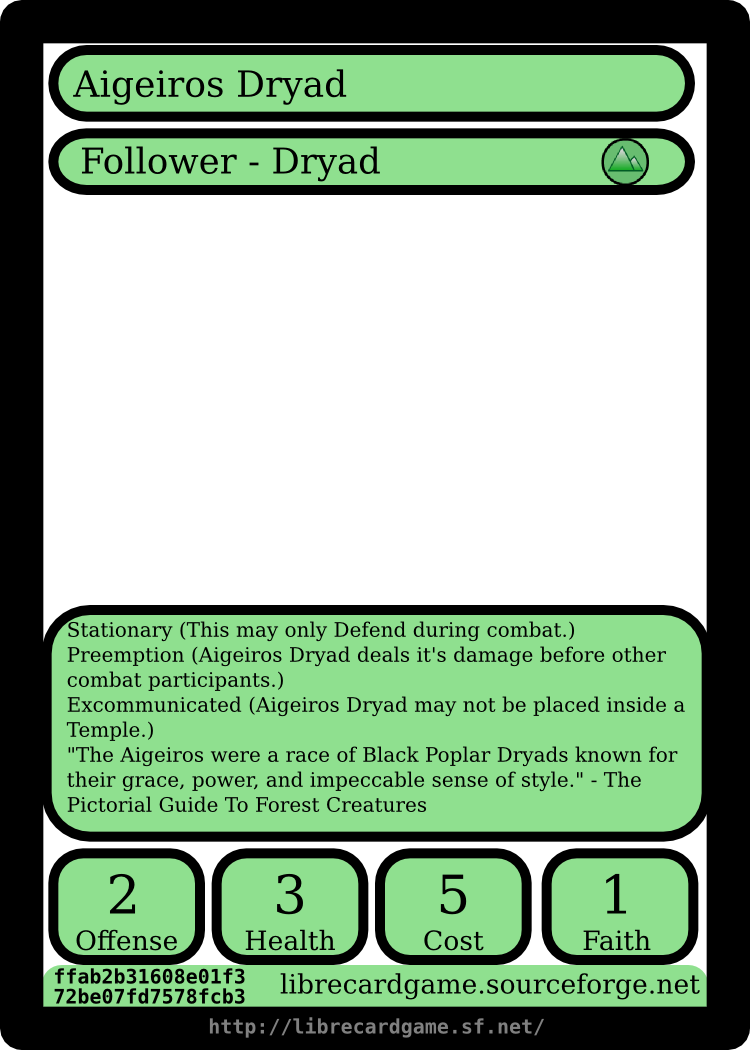 Aigeiros Dryad
Follower - Dryad
Stationary (This may only Defend during combat.)
Preemption (Aigeiros Dryad deals it's damage before other
combat participants.)
Excommunicated (Aigeiros Dryad may not be placed inside a
Temple.)
"The Aigeiros were a race of Black Poplar Dryads known for
their grace, power, and impeccable sense of style." - The
Pictorial Guide To Forest Creatures
2 3 5 1
Offense Health Cost Faith
ffab2b31608e01f3
72be07fd7578fcb3
librecardgame.sourceforge.net
http://librecardgame.sf.net/